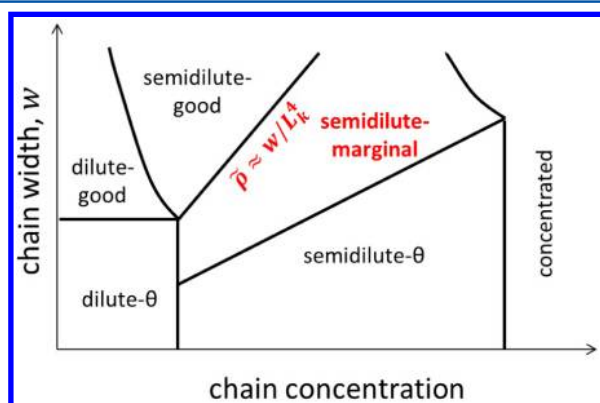 semidilute-
good
ρ̃ ≈ w/L_k^4
semidilute-
marginal
dilute-
good
semidilute-θ
dilute-θ
concentrated
chain width, w
chain concentration